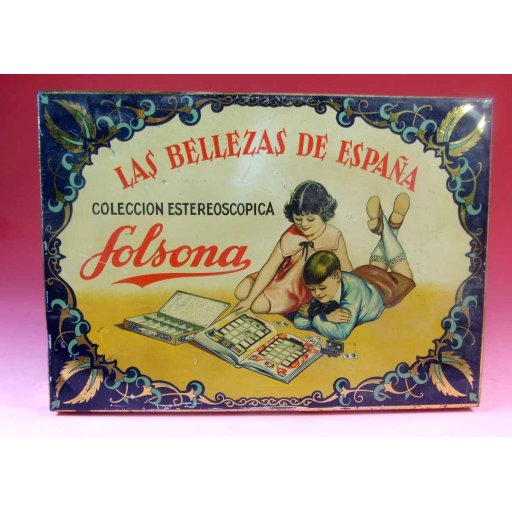 LAS BELLEZAS DE ESPAÑA
COLECCION ESTEREOSCOPICA
Solsona